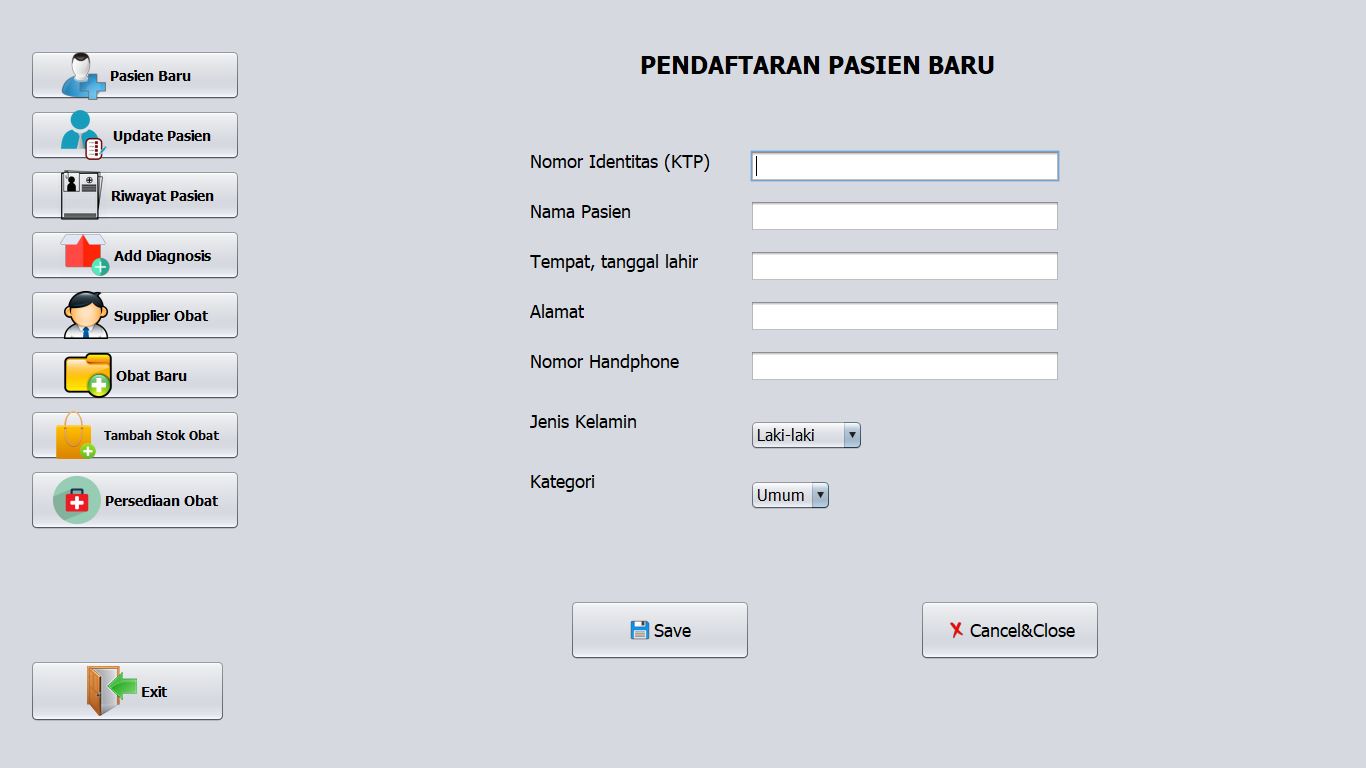 Pasien Baru
Update Pasien
Riwayat Pasien
Add Diagnosis
Supplier Obat
Obat Baru
Tambah Stok Obat
Persediaan Obat
Exit
PENDAFTARAN PASIEN BARU
Nomor Identitas (KTP)
Nama Pasien
Tempat, tanggal lahir
Alamat
Nomor Handphone
Jenis Kelamin
Laki-laki
Kategori
Umum
Save
Cancel&Close